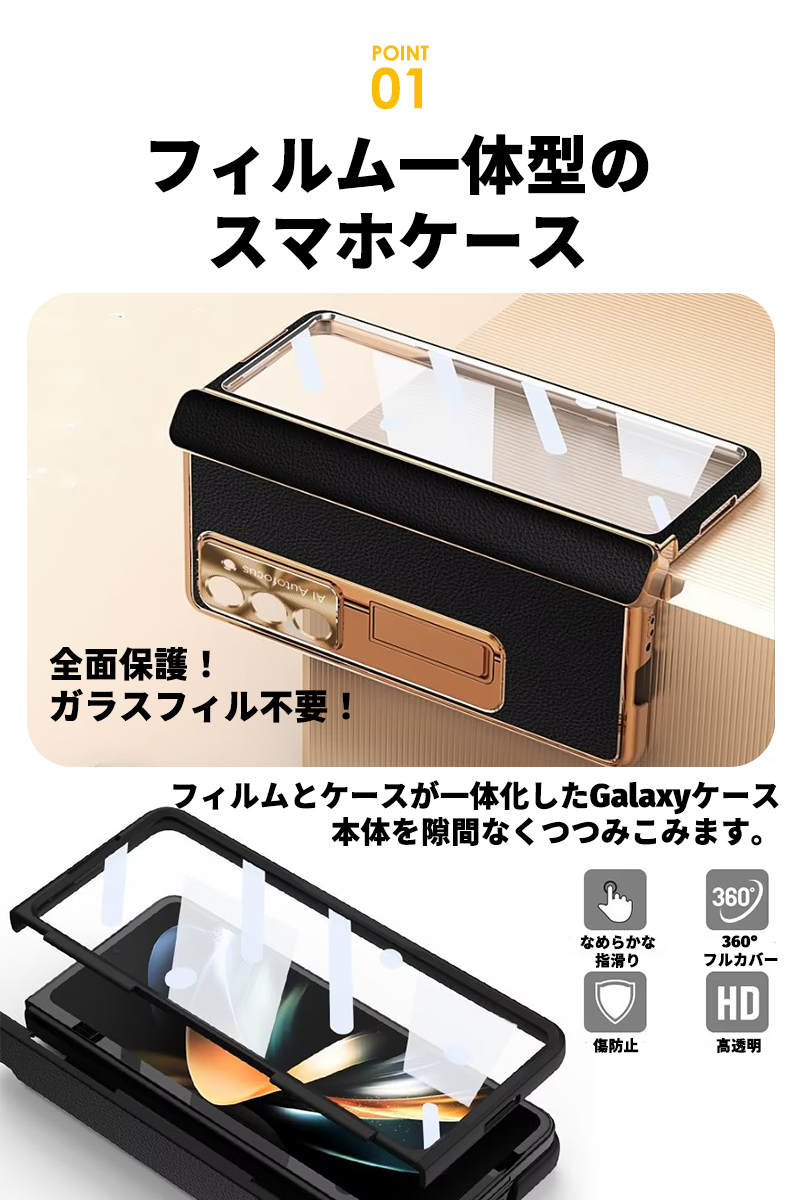 POINT
01
フィルム一体型の
スマホケース
AI Autofocus
全面保護！
ガラスフィル不要！
フィルムとケースが一体化したGalaxyケース
本体を隙間なくつつみこみます。
360°
なめらかな
指滑り
360°
フルカバー
HD
傷防止
高透明